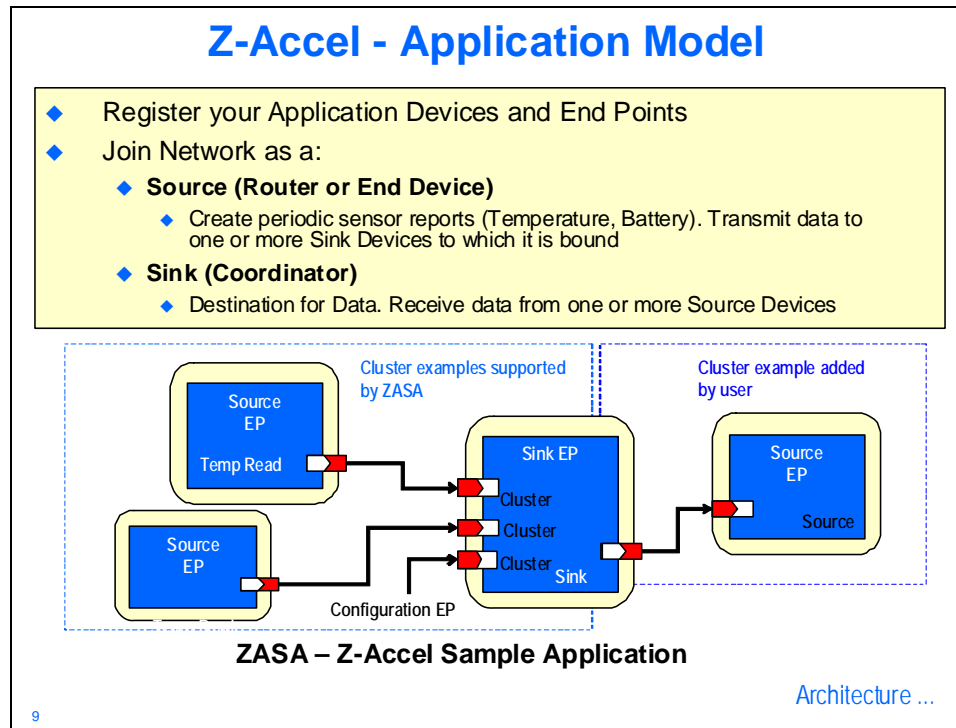 Z-Accel - Application Model
Register your Application Devices and End Points
Join Network as a:
Source (Router or End Device)
Create periodic sensor reports (Temperature, Battery). Transmit data to
one or more Sink Devices to which it is bound
Sink (Coordinator)
Destination for Data. Receive data from one or more Source Devices
Cluster examples supported
by ZASA
Cluster example added
by user
Source
EP
Temp Read
Sink EP
Cluster
Cluster
Cluster
Sink
Source
EP
Source
Source
EP
Configuration EP
ZASA – Z-Accel Sample Application
Architecture ...
9